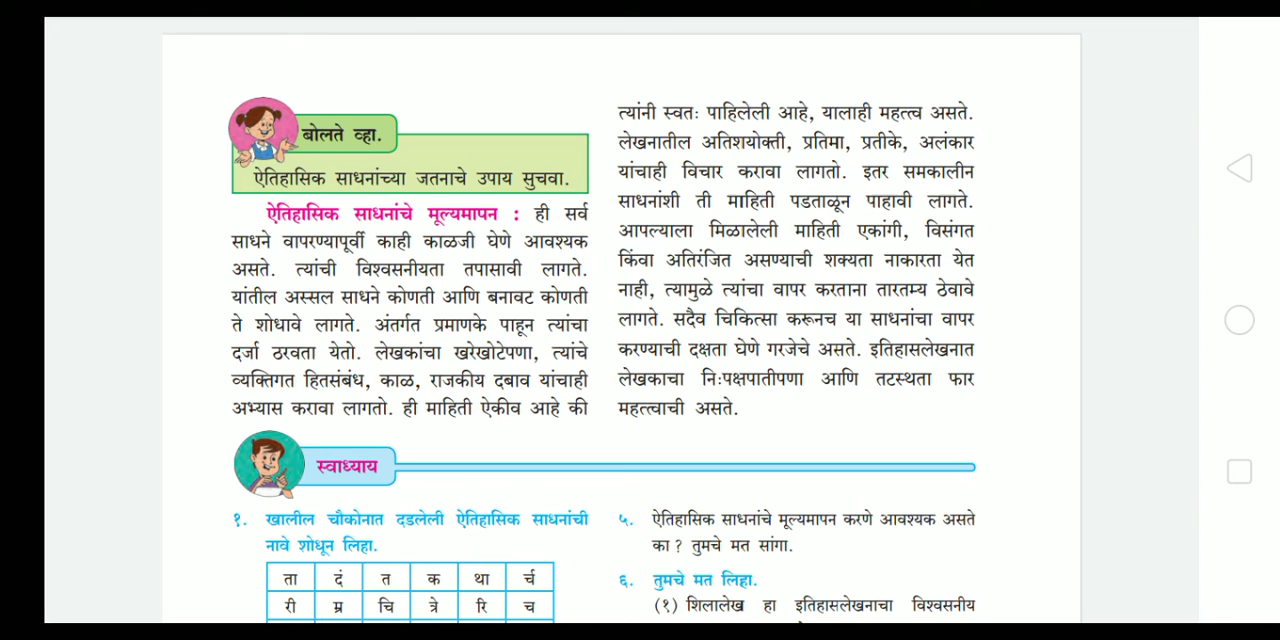 बोलते व्हा.
ऐतिहासिक साधनांच्या जतनाचे उपाय सुचवा.
ऐतिहासिक साधनांचे मूल्यमापन : ही सर्व
साधने वापरण्यापूर्वी काही काळजी घेणे आवश्यक
असते. त्यांची विश्वसनीयता तपासावी लागते.
यांतील अस्सल साधने कोणती आणि बनावट कोणती
ते शोधावे लागते. अंतर्गत प्रमाणके पाहून त्यांचा
दर्जा ठरवता येतो. लेखकांचा खरेखोटेपणा, त्यांचे
व्यक्तिगत हितसंबंध, काळ, राजकीय दबाव यांचाही
अभ्यास करावा लागतो. ही माहिती ऐकीव आहे की
त्यांनी स्वतः पाहिलेली आहे, यालाही महत्त्व असते.
लेखनातील अतिशयोक्ती, प्रतिमा, प्रतीके, अलंकार
यांचाही विचार करावा लागतो. इतर समकालीन
साधनांशी ती माहिती पडताळून पाहावी लागते.
आपल्याला मिळालेली माहिती एकांगी, विसंगत
किंवा अतिरंजित असण्याची शक्यता नाकारता येत
नाही, त्यामुळे त्यांचा वापर करताना तारतम्य ठेवावे
लागते. सदैव चिकित्सा करूनच या साधनांचा वापर
करण्याची दक्षता घेणे गरजेचे असते. इतिहासलेखनात
लेखकाचा निःपक्षपातीपणा आणि तटस्थता फार
महत्वाची असते.
स्वाध्याय
१. खालील चौकोनात दडलेली ऐतिहासिक साधनांची
नावे शोधून लिहा.
ता दं त क था र्च
री म्र चि त्रे रि च
५. ऐतिहासिक साधनांचे मूल्यमापन करणे आवश्यक असते
का ? तुमचे मत सांगा.
६. तुमचे मत लिहा.
(१) शिलालेख हा इतिहासलेखनाचा विश्वसनीय